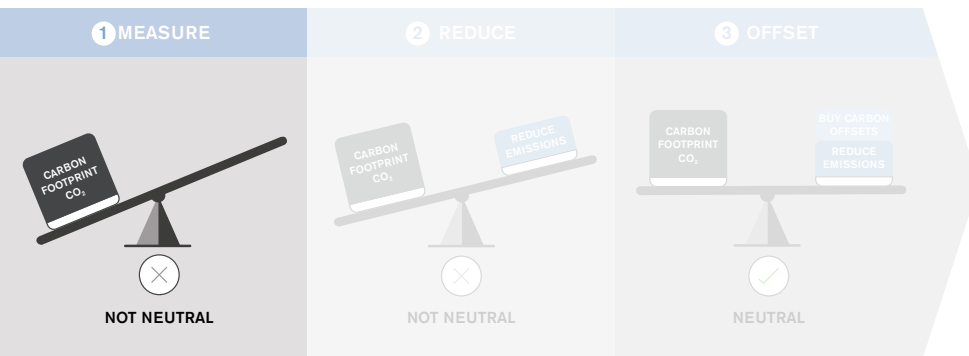 1 MEASURE
CARBON
FOOTPRINT
CO₂
NOT NEUTRAL
2 REDUCE
CARBON
FOOTPRINT
CO₂
REDUCE
EMISSIONS
NOT NEUTRAL
3 OFFSET
CARBON
FOOTPRINT
CO₂
BUY CARBON
OFFSETS
REDUCE
EMISSIONS
NEUTRAL